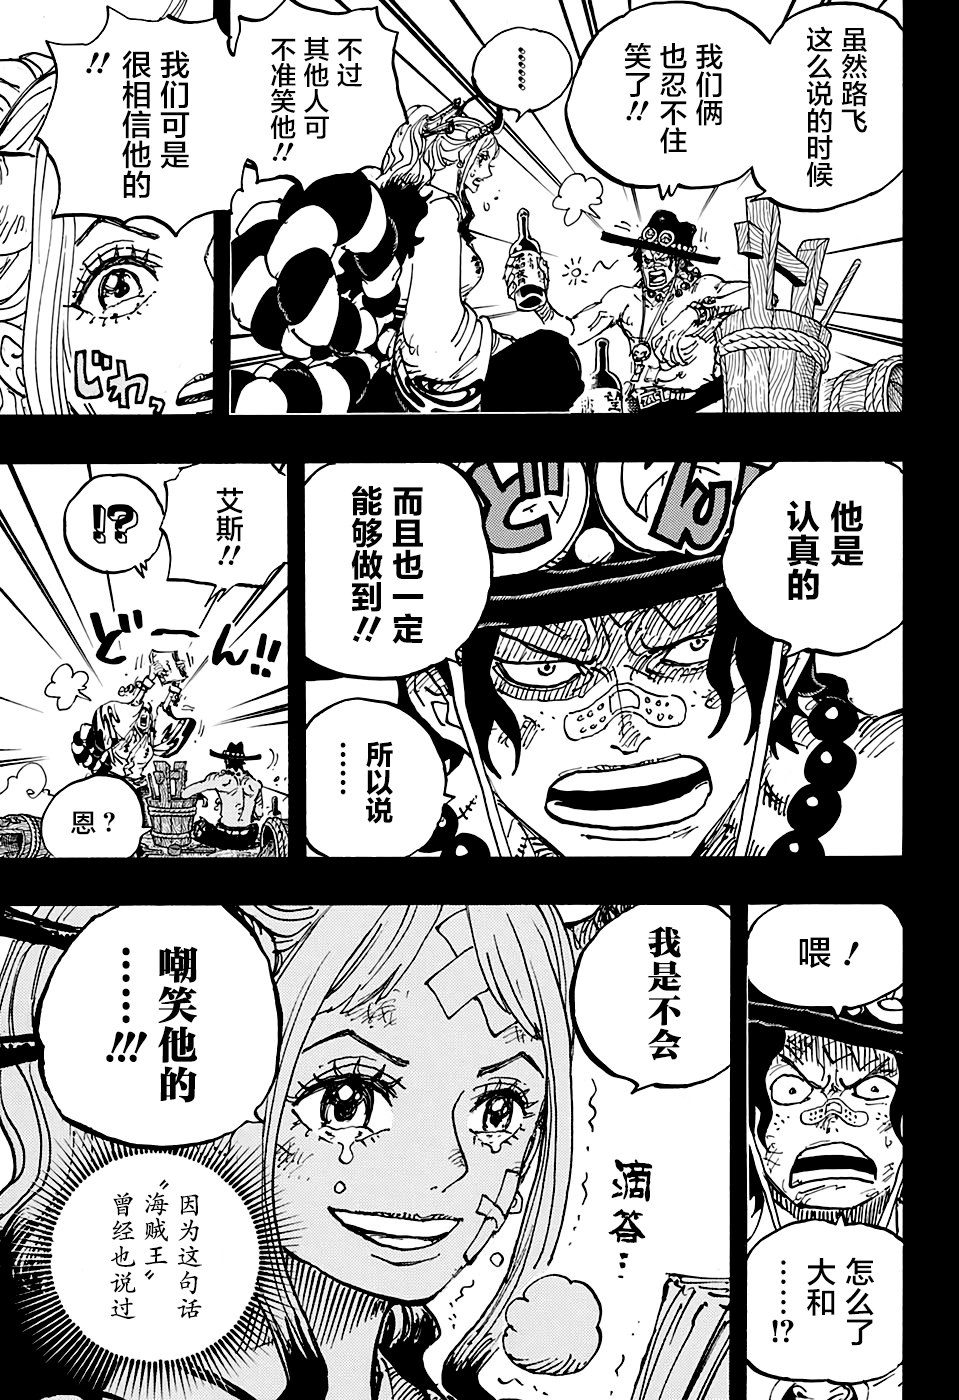 虽然路飞
这么说的时候
我们俩
也忍不住
笑了!!
……
不过
其他人可
不准笑他!!
我们可是
很相信他的
!!
じわっ
他是
认真的
どん
而且也一定
能够做到!!
所以说
……
艾斯!!
!?
どーん!!
恩?
喂!
怎么了
大和
……!?
我是不会
滴答…
嘲笑他的
……!!!
因为这句话
“海贼王”
曾经也说过